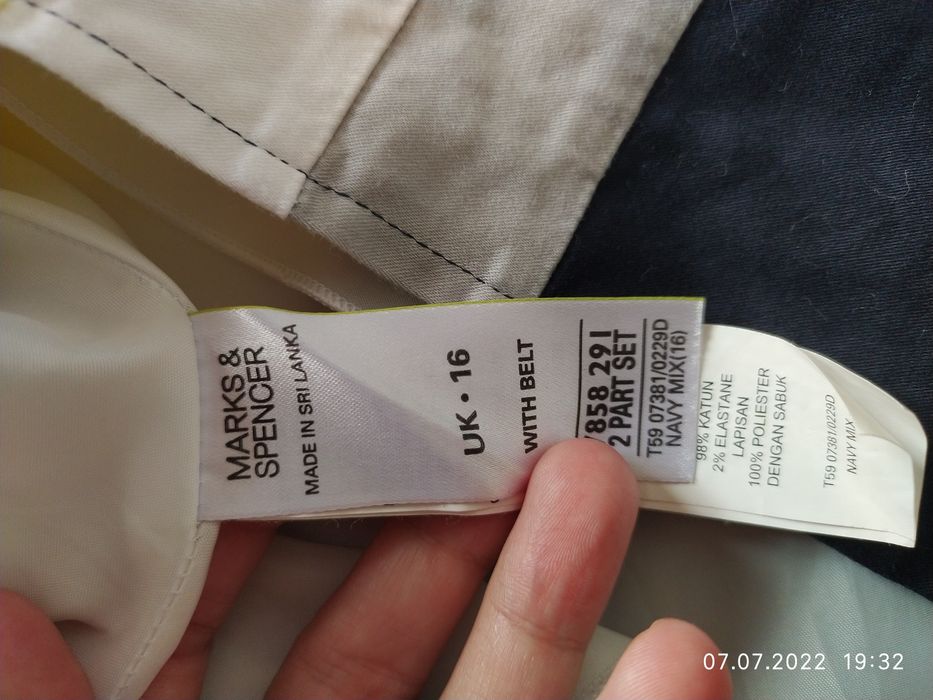 MARKS &
SPENCER
MADE IN SRI LANKA
UK • 16
WITH BELT
858 291
2 PART SET
T59 07381/0229D
NAVY MIX(16)
98% KATUN
2% ELASTANE
LAPISAN
100% POLIESTER
DENGAN SABUK
T59 07381/0229D
NAVY MIX
07.07.2022 19:32